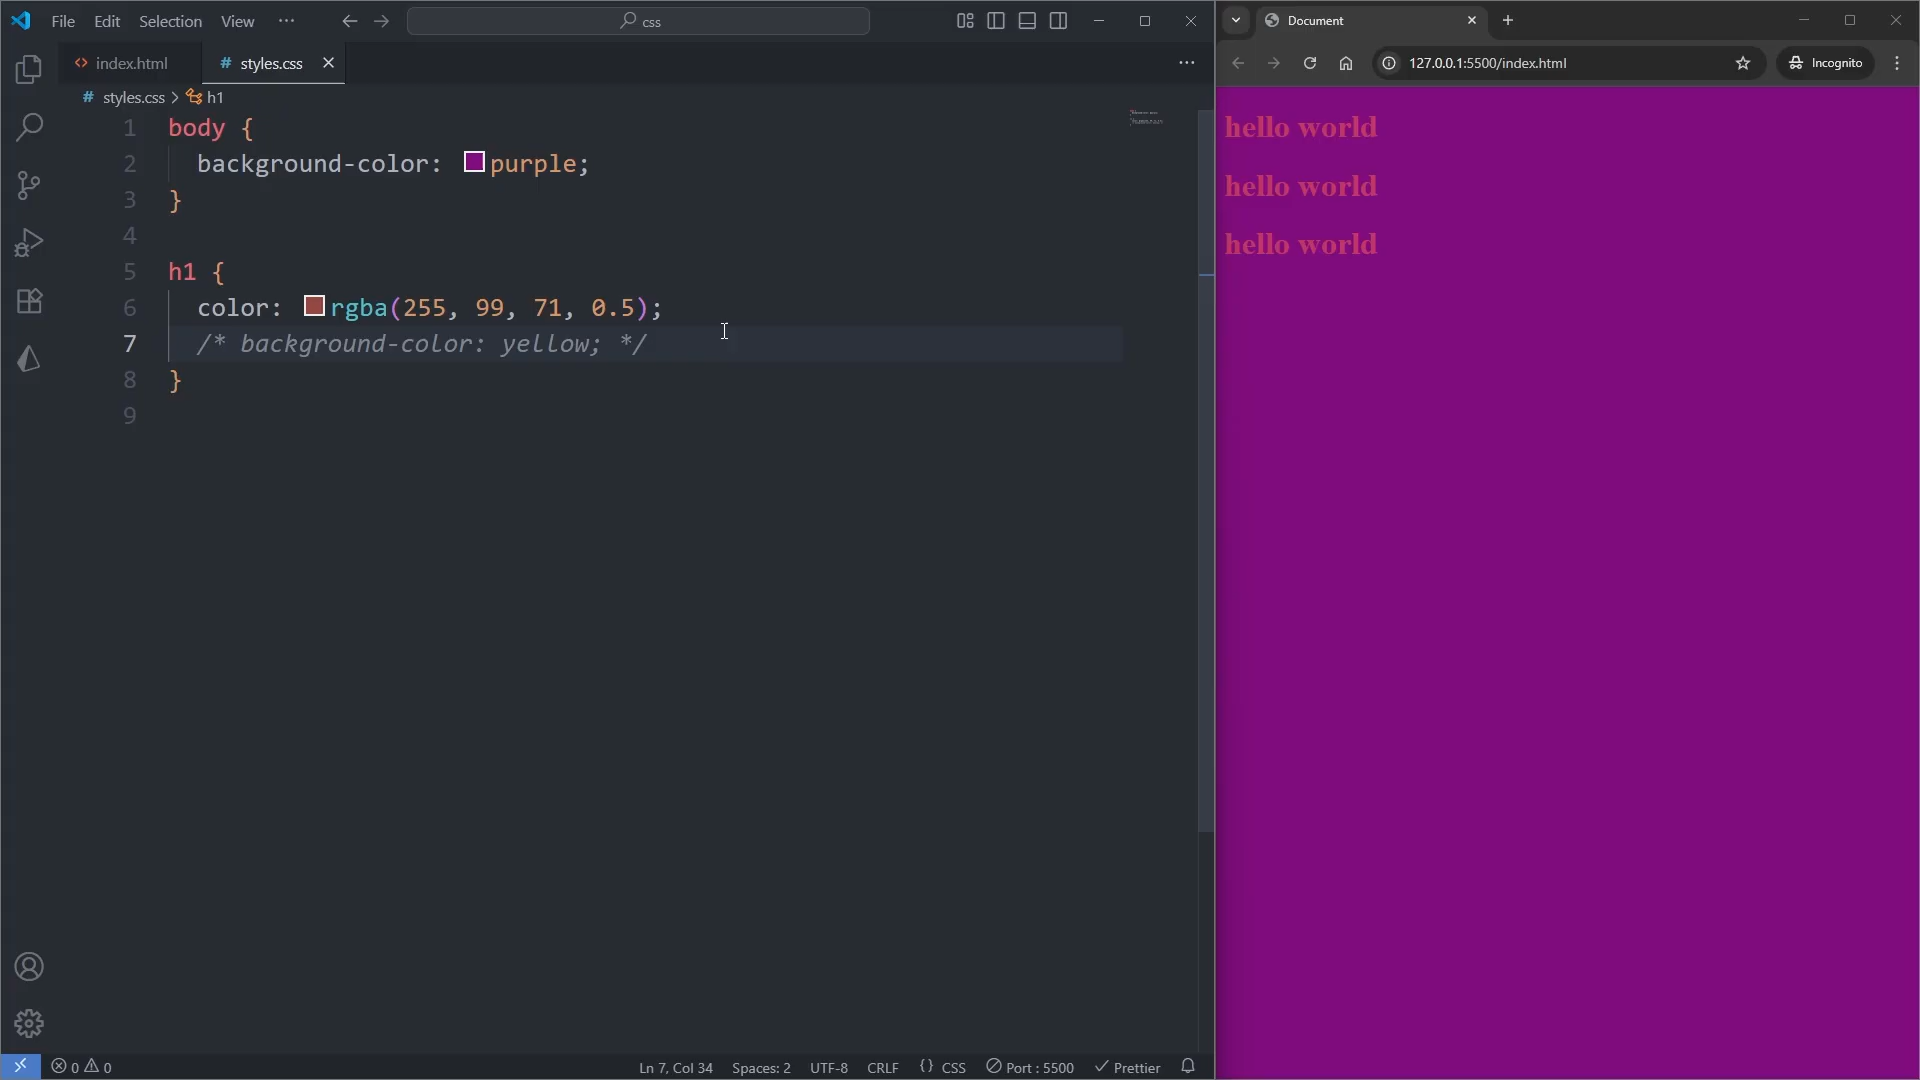 File Edit Selection View ··· css
index.html # styles.css
# styles.css > h1
1 body {
2 background-color: purple;
3 }
4
5 h1 {
6 color: rgba(255, 99, 71, 0.5);
7 /* background-color: yellow; */
8 }
9
0 0 Ln 7, Col 34 Spaces: 2 UTF-8 CRLF {} CSS Port : 5500 Prettier
Document
127.0.0.1:5500/index.html Incognito
hello world
hello world
hello world